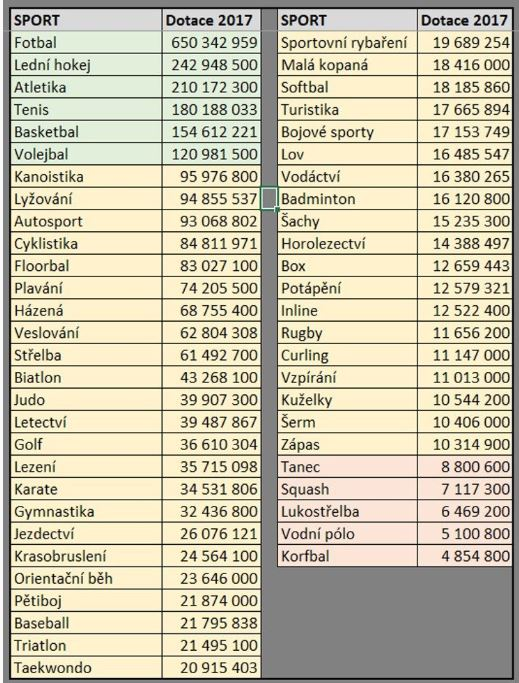 SPORT Dotace 2017
Fotbal 650 342 959
Lední hokej 242 948 500
Atletika 210 172 300
Tenis 180 188 033
Basketbal 154 612 221
Volejbal 120 981 500
Kanoistika 95 976 800
Lyžování 94 855 537
Autosport 93 068 802
Cyklistika 84 811 971
Floorbal 83 027 100
Plavání 74 205 500
Házená 68 755 400
Veslování 62 804 308
Střelba 61 492 700
Biatlon 43 268 100
Judo 39 907 300
Letectví 39 487 867
Golf 36 610 304
Lezení 35 715 098
Karate 34 531 806
Gymnastika 32 436 800
Jezdectví 26 076 121
Krasobruslení 24 564 100
Orientační běh 23 646 000
Pětiboj 21 874 000
Baseball 21 795 838
Triatlon 21 495 100
Taekwondo 20 915 403
SPORT Dotace 2017
Sportovní rybaření 19 689 254
Malá kopaná 18 416 000
Softbal 18 185 860
Turistika 17 665 894
Bojové sporty 17 153 749
Lov 16 485 547
Vodáctví 16 380 265
Badminton 16 120 800
Šachy 15 235 300
Horolezectví 14 388 497
Box 12 659 443
Potápění 12 579 321
Inline 12 522 400
Rugby 11 656 200
Curling 11 147 000
Vzpírání 11 013 000
Kuželky 10 544 200
Šerm 10 406 000
Zápas 10 314 900
Tanec 8 800 600
Squash 7 117 300
Lukostřelba 6 469 200
Vodní pólo 5 100 800
Korfbal 4 854 800